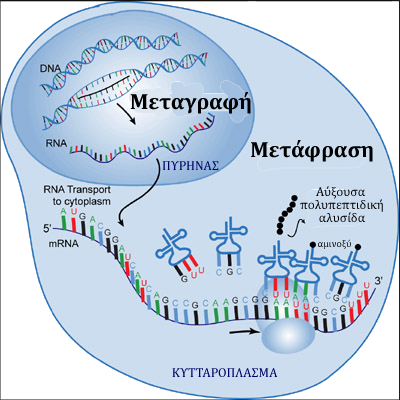 DNA
Μεταγραφή
RNA
ΠΥΡΗΝΑΣ
Μετάφραση
RNA Transport
to cytoplasm
Αύξουσα
πολυπεπτιδική
αλυσίδα
αμινοξύ
5'
mRNA
3'
ΚΥΤΤΑΡΟΠΛΑΣΜΑ